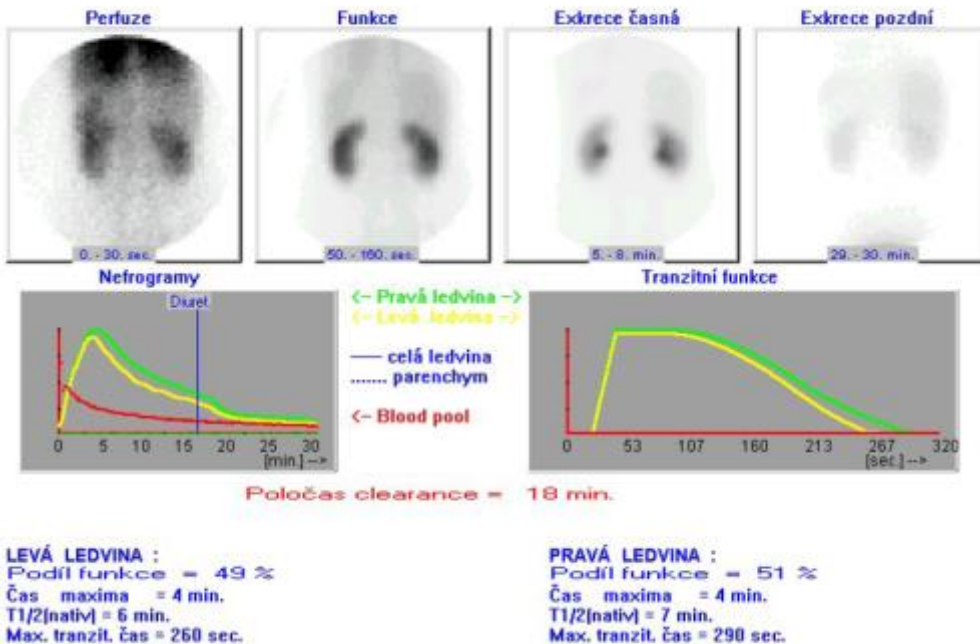 Perfuze
Funkce
Exkrece časná
Exkrece pozdní
0. - 30. sec.
50. - 160. sec.
5. - 8. min.
29. - 30. min.
Nefrogramy
Diuret
0 5 10 15 20 25 30
[min.] -->
<- Pravá ledvina ->
<- Levá ledvina ->
—— celá ledvina
....... parenchym
<- Blood pool
Tranzitní funkce
0 53 107 160 213 267 320
[sec.] -->
Poločas clearance = 18 min.
LEVÁ LEDVINA :
Podíl funkce = 49 %
Čas maxima = 4 min.
T1/2(nativ) = 6 min.
Max. tranzit. čas = 260 sec.
PRAVÁ LEDVINA :
Podíl funkce = 51 %
Čas maxima = 4 min.
T1/2(nativ) = 7 min.
Max. tranzit. čas = 290 sec.